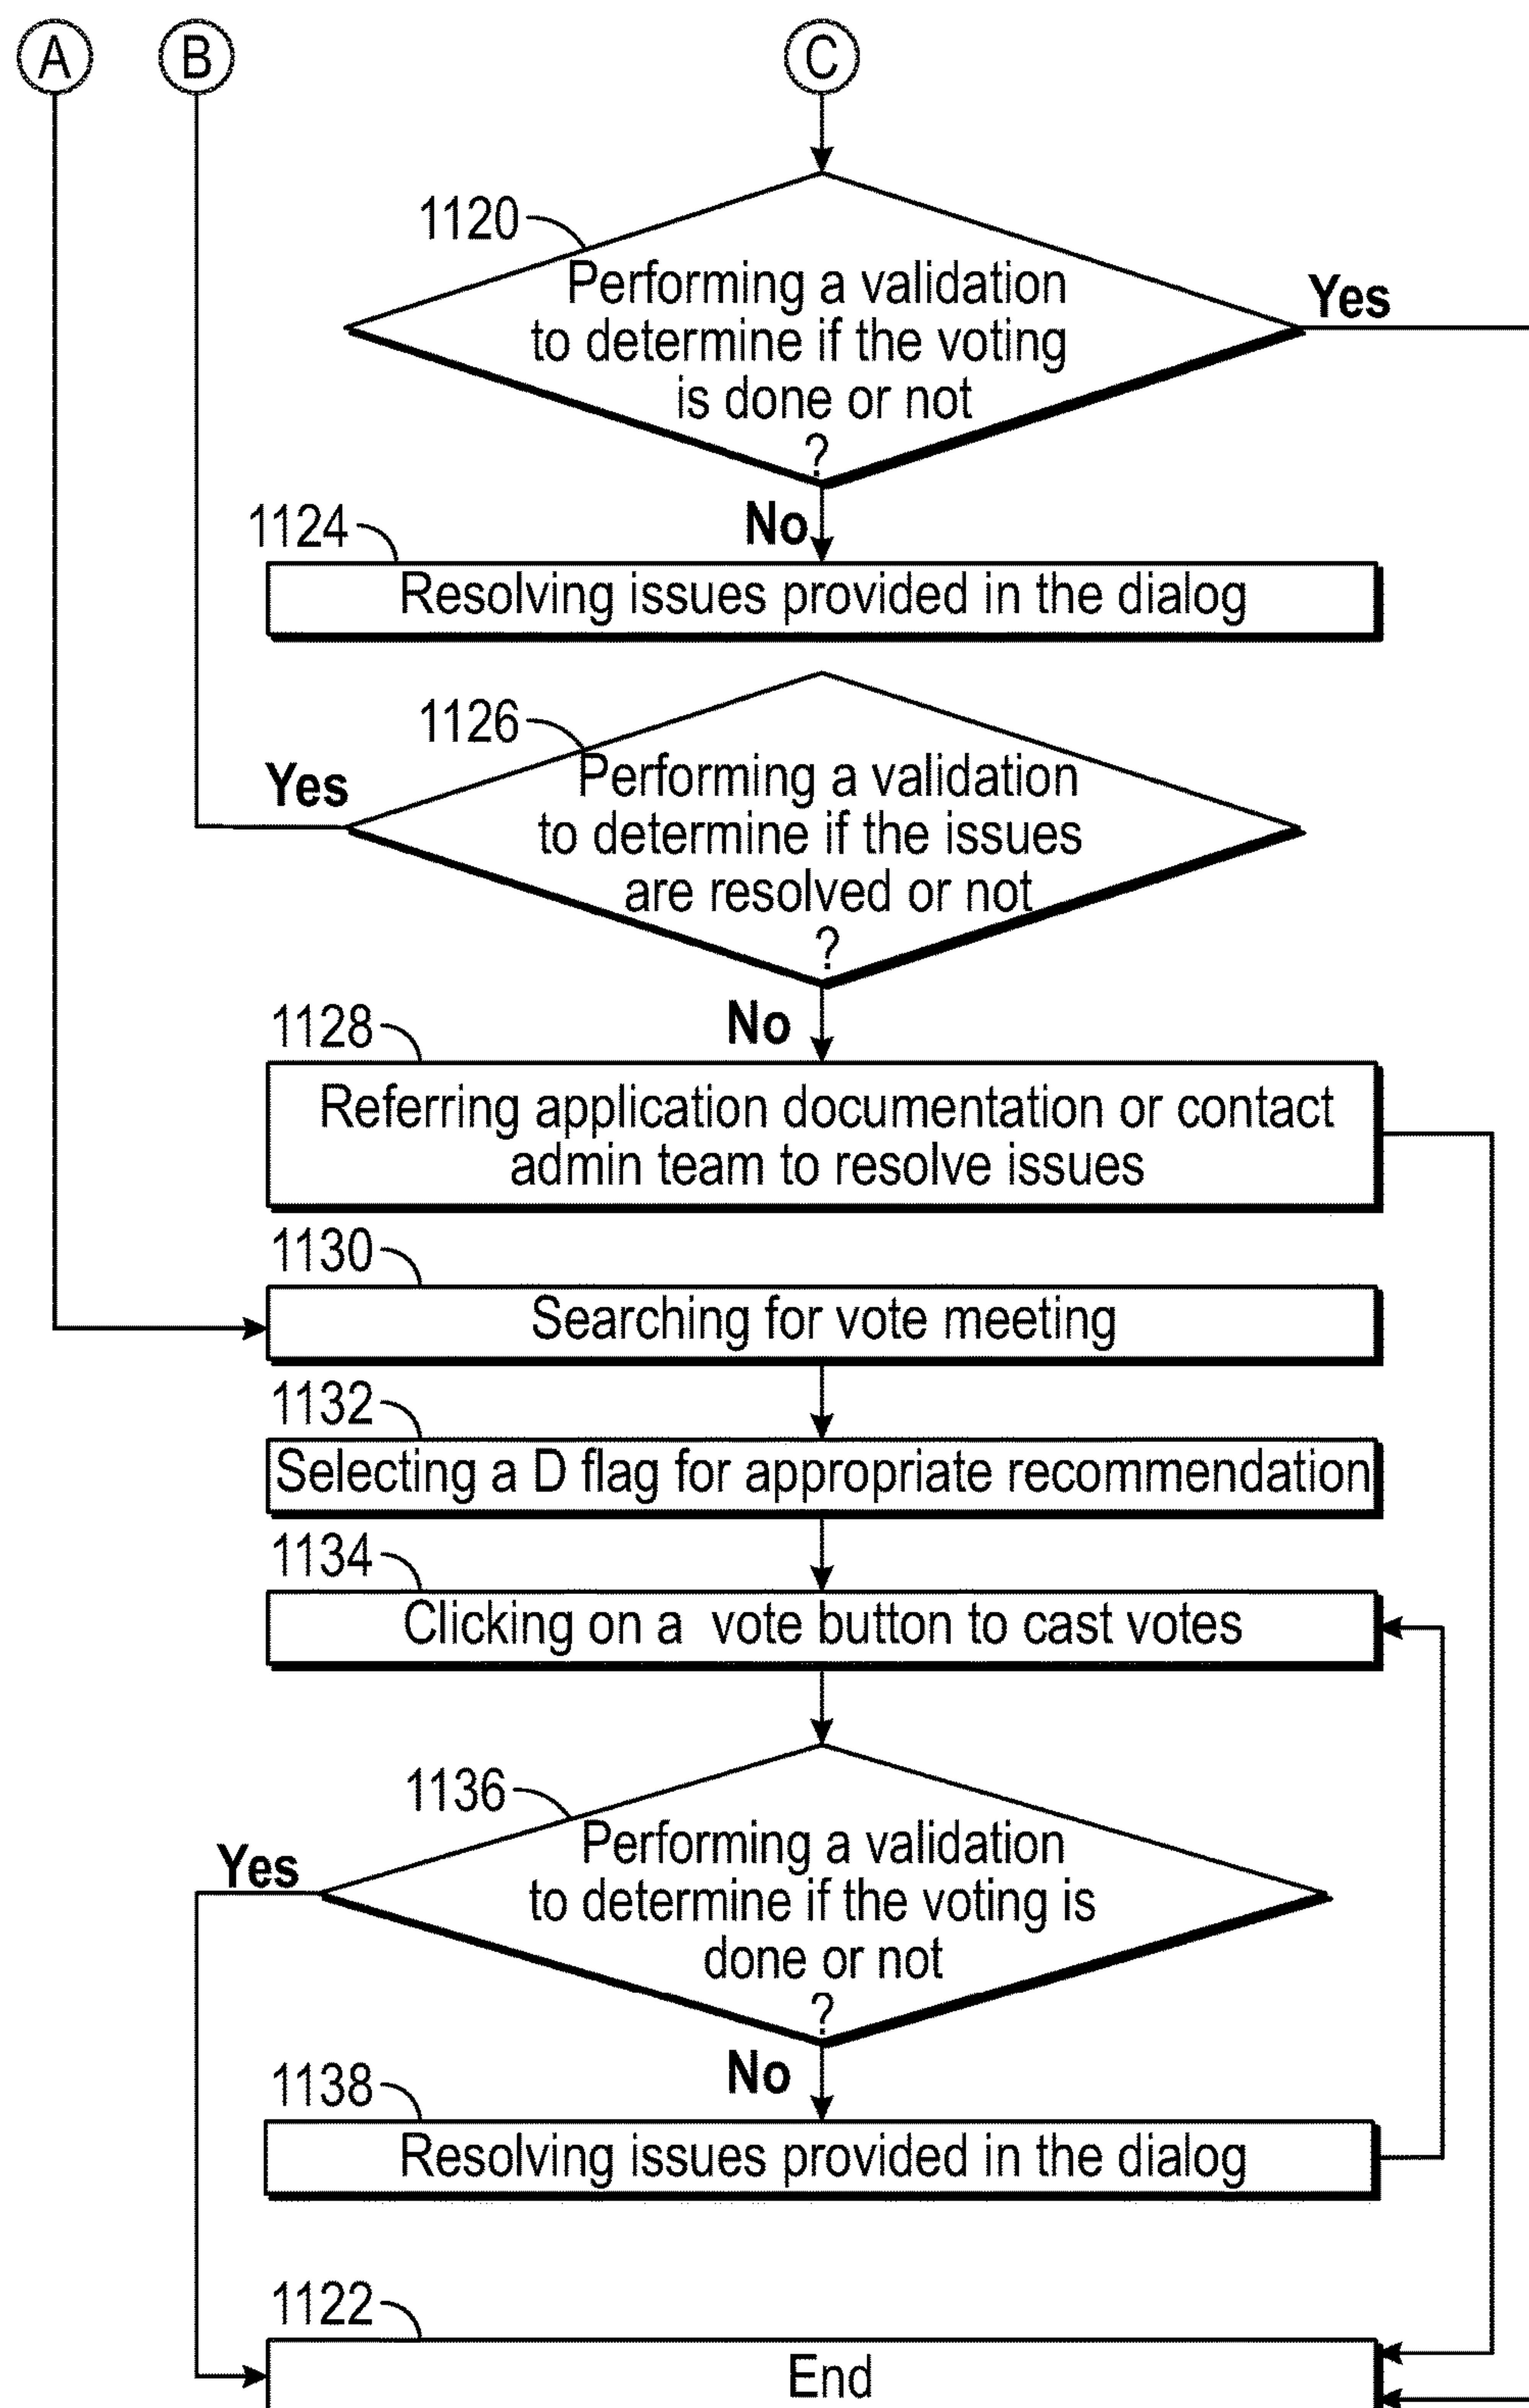 A
B
C
1120
Performing a validation
to determine if the voting
is done or not
?
Yes
No
1124
Resolving issues provided in the dialog
1126
Performing a validation
to determine if the issues
are resolved or not
?
Yes
No
1128
Referring application documentation or contact
admin team to resolve issues
1130
Searching for vote meeting
1132
Selecting a D flag for appropriate recommendation
1134
Clicking on a vote button to cast votes
1136
Performing a validation
to determine if the voting is
done or not
?
Yes
No
1138
Resolving issues provided in the dialog
1122
End